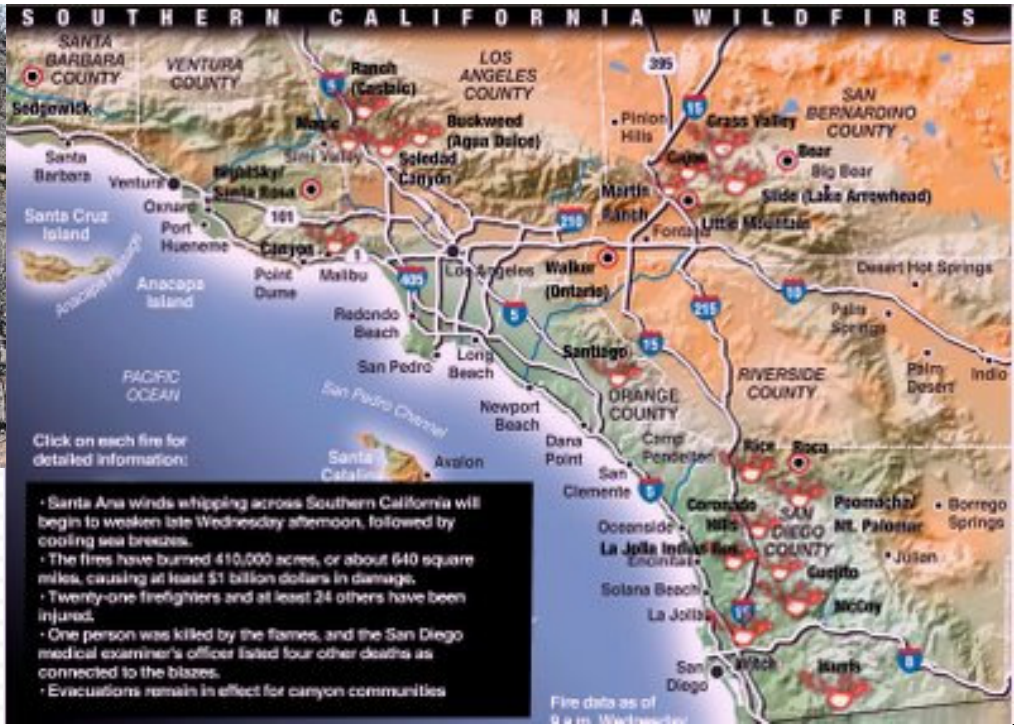 SOUTHERN CALIFORNIA WILDFIRES
SANTA
BARBARA
COUNTY
VENTURA
COUNTY
LOS
ANGELES
COUNTY
SAN
BERNARDINO
COUNTY
Sedgewick
5
Ranch
(Castaic)
395
15
Magic
Buckweed
(Agua Dulce)
Pinion
Hills
Grass Valley
Santa
Barbara
Simi Valley
Soledad
Canyon
Cajon
Bear
Big Bear
Ventura
Santa Rosa
Martin
Ranch
Slide (Lake Arrowhead)
Oxnard
101
210
Little Mountain
Santa Cruz
Island
Port
Hueneme
Canyon
1
Fontana
Anacapa
Island
Point
Dume
Malibu
405
Los Angeles
Walker
(Ontario)
Desert Hot Springs
10
Redondo
Beach
5
215
Palm
Springs
San Pedro
Long
Beach
Santiago
15
Palm
Desert
Indio
PACIFIC
OCEAN
San Pedro Channel
Newport
Beach
ORANGE
COUNTY
RIVERSIDE
COUNTY
Click on each fire for
detailed information:
Santa
Avalon
Dana
Point
Camp
Pendleton
Rice
Roca
San
Clemente
5
Coronado
Hills
SAN
DIEGO
COUNTY
Poomacha/
Mt. Palomar
Borrego
Springs
Oceanside
La Jolla Indian Res.
Encinitas
Julian
Guejito
Solana Beach
McCoy
La Jolla
15
San
Diego
Witch
Harris
8
· Santa Ana winds whipping across Southern California will
begin to weaken late Wednesday afternoon, followed by
cooling sea breezes.
· The fires have burned 410,000 acres, or about 640 square
miles, causing at least $1 billion dollars in damage.
· Twenty-one firefighters and at least 24 others have been
injured.
· One person was killed by the flames, and the San Diego
medical examiner's officer listed four other deaths as
connected to the blazes.
· Evacuations remain in effect for canyon communities
Fire data as of
9 a.m. Wednesday